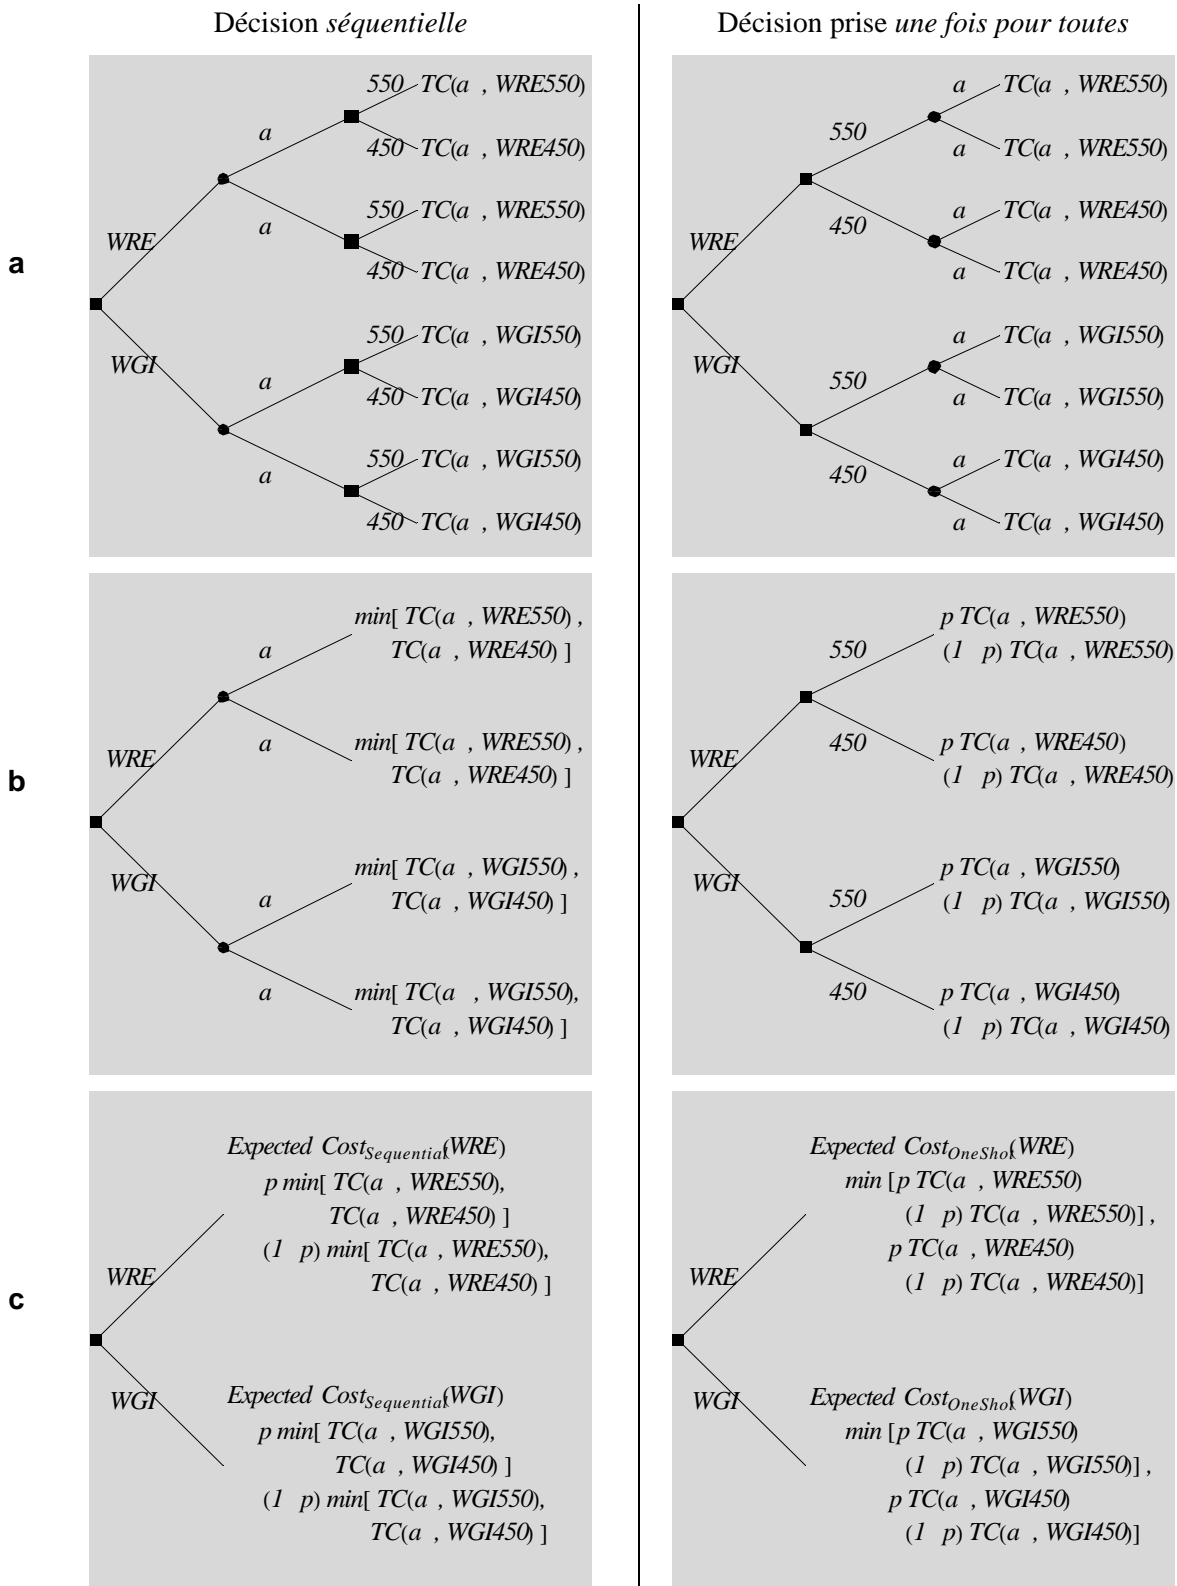 Décision séquentielle
Décision prise une fois pour toutes
a
WRE
WGI
a
a
a
a
550 TC(a , WRE550)
450 TC(a , WRE450)
550 TC(a , WRE550)
450 TC(a , WRE450)
550 TC(a , WGI550)
450 TC(a , WGI450)
550 TC(a , WGI550)
450 TC(a , WGI450)
WRE
WGI
550
450
550
450
a TC(a , WRE550)
a TC(a , WRE550)
a TC(a , WRE450)
a TC(a , WRE450)
a TC(a , WGI550)
a TC(a , WGI550)
a TC(a , WGI450)
a TC(a , WGI450)
b
WRE
WGI
a
min[ TC(a , WRE550) ,
TC(a , WRE450) ]
a
min[ TC(a , WRE550) ,
TC(a , WRE450) ]
a
min[ TC(a , WGI550) ,
TC(a , WGI450) ]
a
min[ TC(a , WGI550),
TC(a , WGI450) ]
WRE
WGI
550
p TC(a , WRE550)
(1 p) TC(a , WRE550)
450
p TC(a , WRE450)
(1 p) TC(a , WRE450)
550
p TC(a , WGI550)
(1 p) TC(a , WGI550)
450
p TC(a , WGI450)
(1 p) TC(a , WGI450)
c
WRE
Expected CostSequential(WRE)
p min[ TC(a , WRE550),
TC(a , WRE450) ]
(1 p) min[ TC(a , WRE550),
TC(a , WRE450) ]
WGI
Expected CostSequential(WGI)
p min[ TC(a , WGI550),
TC(a , WGI450) ]
(1 p) min[ TC(a , WGI550),
TC(a , WGI450) ]
WRE
Expected CostOneShot(WRE)
min [p TC(a , WRE550)
(1 p) TC(a , WRE550)] ,
p TC(a , WRE450)
(1 p) TC(a , WRE450)]
WGI
Expected CostOneShot(WGI)
min [p TC(a , WGI550)
(1 p) TC(a , WGI550)] ,
p TC(a , WGI450)
(1 p) TC(a , WGI450)]